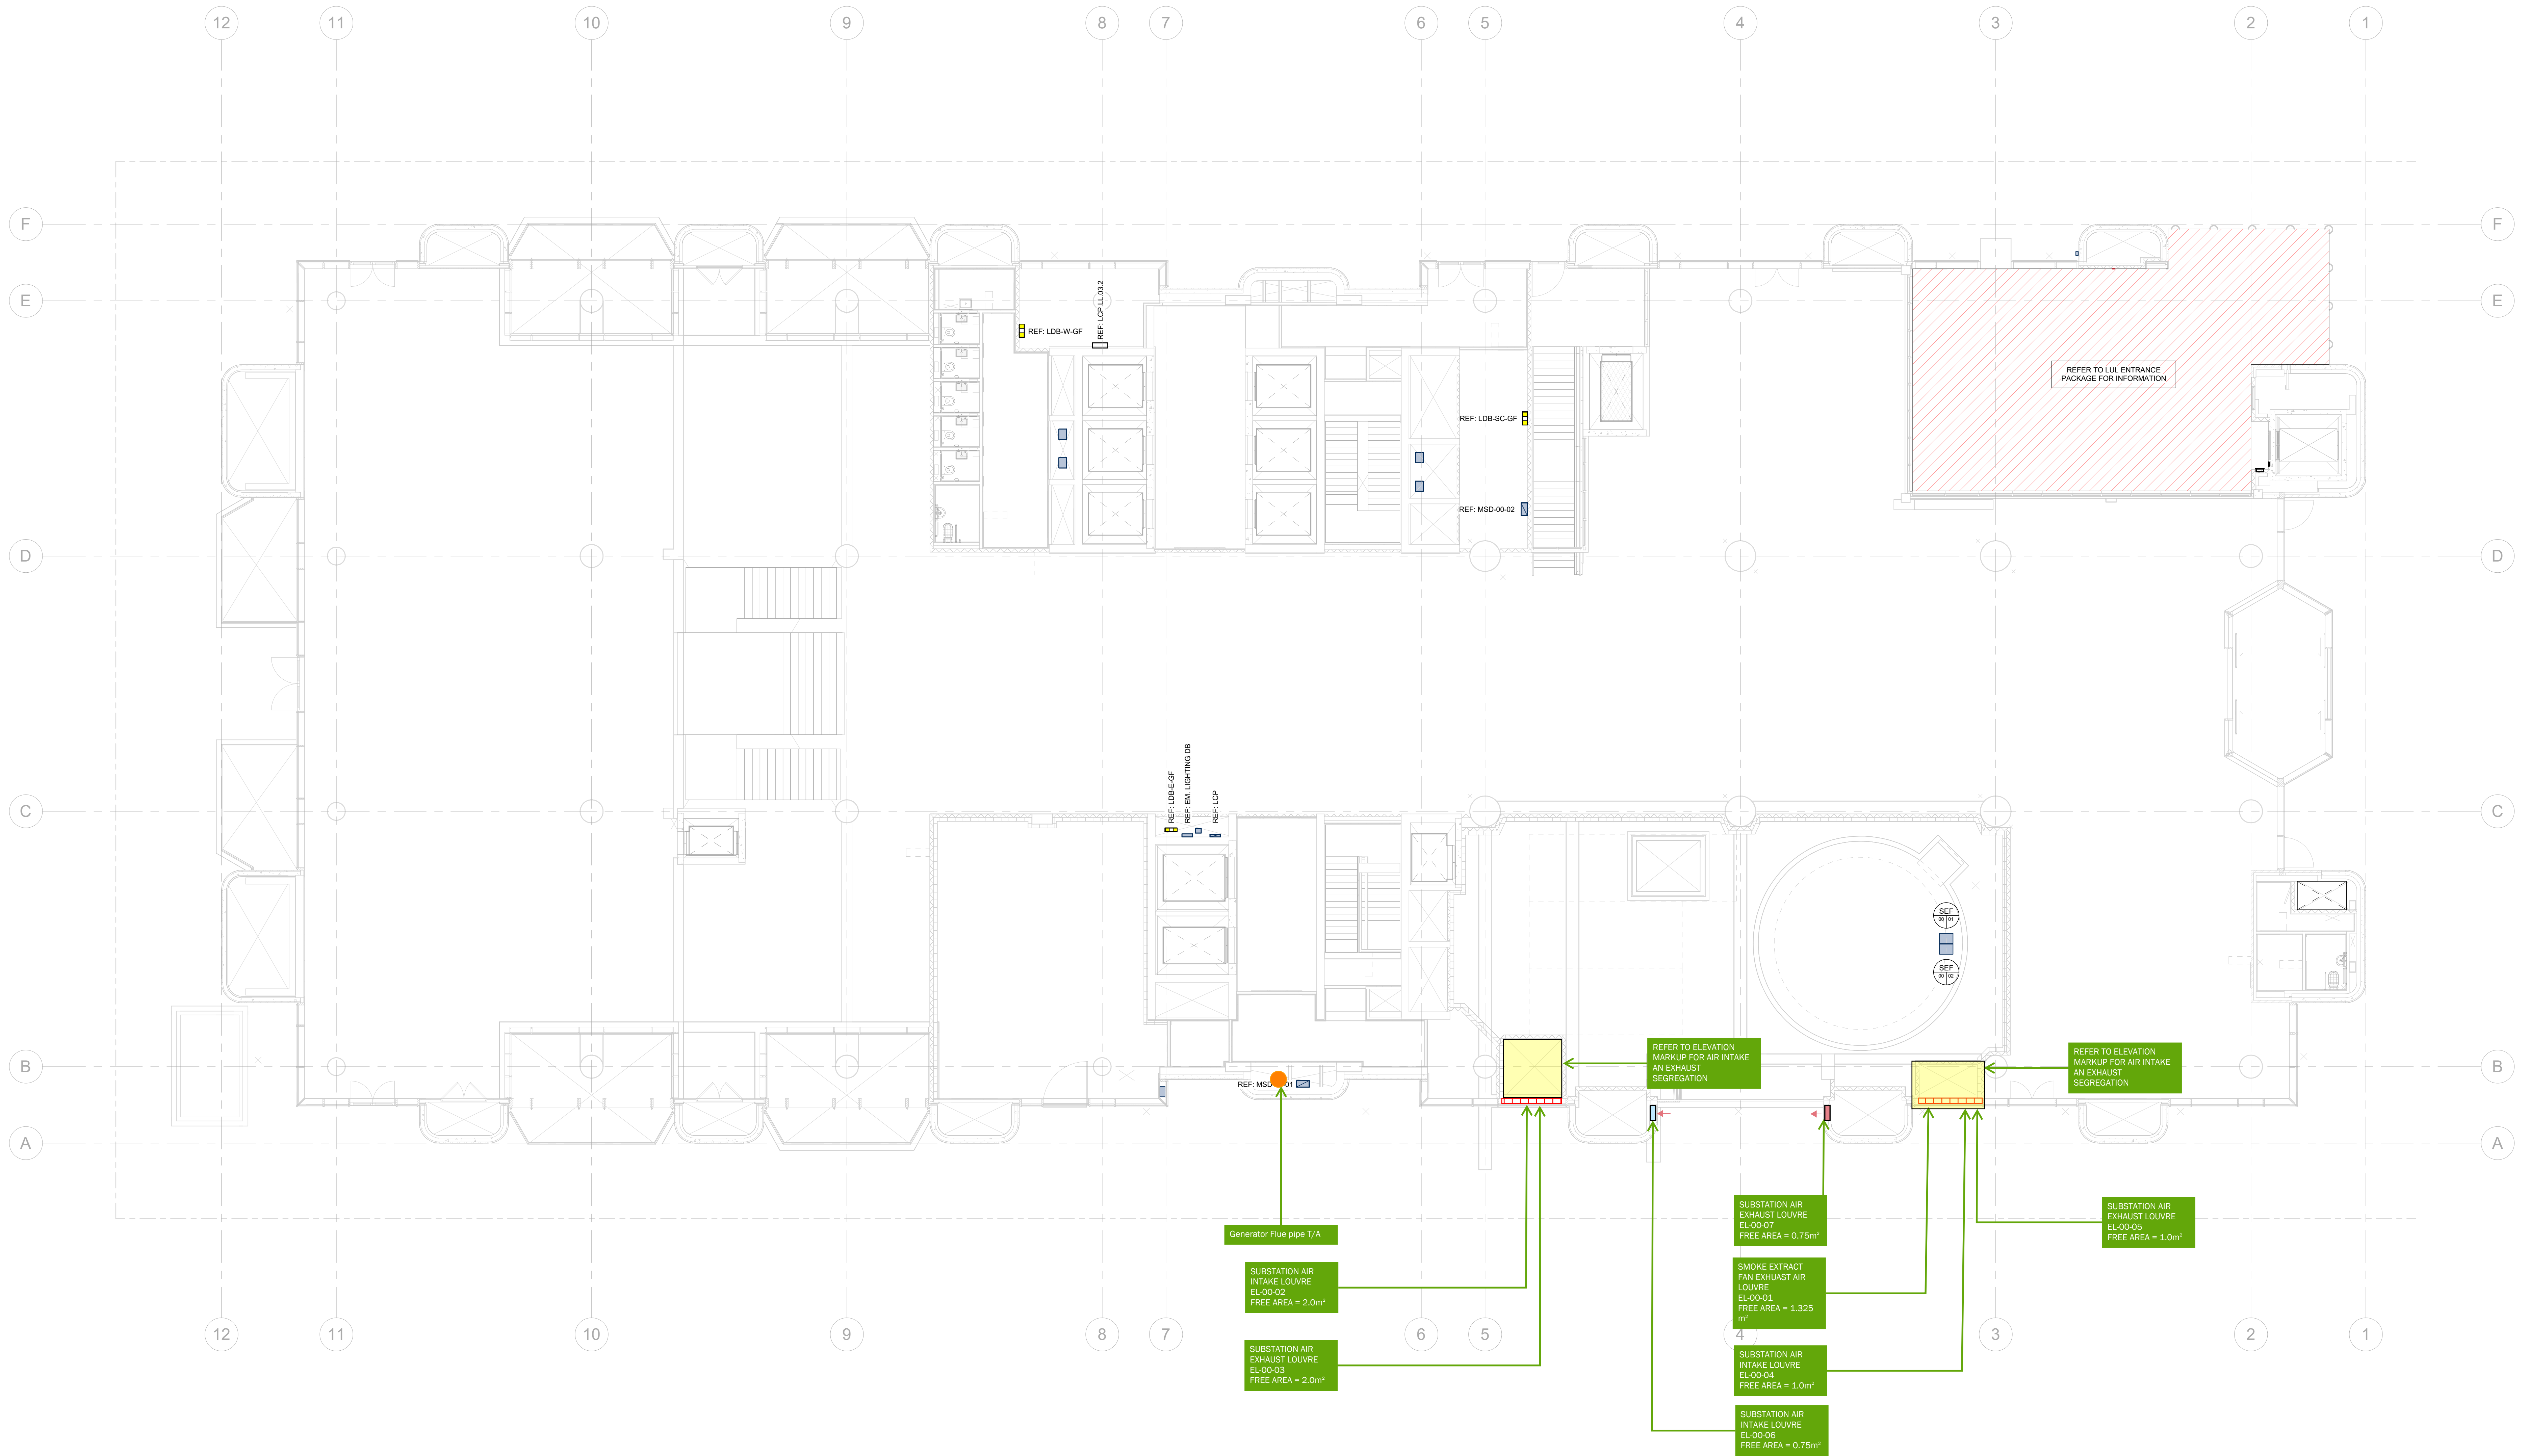 12
11
10
9
8
7
6
5
4
3
2
1
F
F
E
E
REF: LCP LL.03.2
REF: LDB-W-GF
REFER TO LUL ENTRANCE
PACKAGE FOR INFORMATION
REF: LDB-SC-GF
REF: MSD-00-02
D
D
REF: LDB-E-GF
REF: EM. LIGHTING DB
REF: LCP
C
C
SEF
00 01
SEF
00 02
REFER TO ELEVATION
MARKUP FOR AIR INTAKE
AN EXHAUST
SEGREGATION
REFER TO ELEVATION
MARKUP FOR AIR INTAKE
AN EXHAUST
SEGREGATION
B
B
REF: MSD
01
A
A
Generator Flue pipe T/A
SUBSTATION AIR
EXHAUST LOUVRE
EL-00-07
FREE AREA = 0.75m²
SUBSTATION AIR
EXHAUST LOUVRE
EL-00-05
FREE AREA = 1.0m²
SUBSTATION AIR
INTAKE LOUVRE
EL-00-02
FREE AREA = 2.0m²
SMOKE EXTRACT
FAN EXHUAST AIR
LOUVRE
EL-00-01
FREE AREA = 1.325
m²
12
11
10
9
8
7
6
5
4
3
2
1
SUBSTATION AIR
EXHAUST LOUVRE
EL-00-03
FREE AREA = 2.0m²
SUBSTATION AIR
INTAKE LOUVRE
EL-00-04
FREE AREA = 1.0m²
SUBSTATION AIR
INTAKE LOUVRE
EL-00-06
FREE AREA = 0.75m²